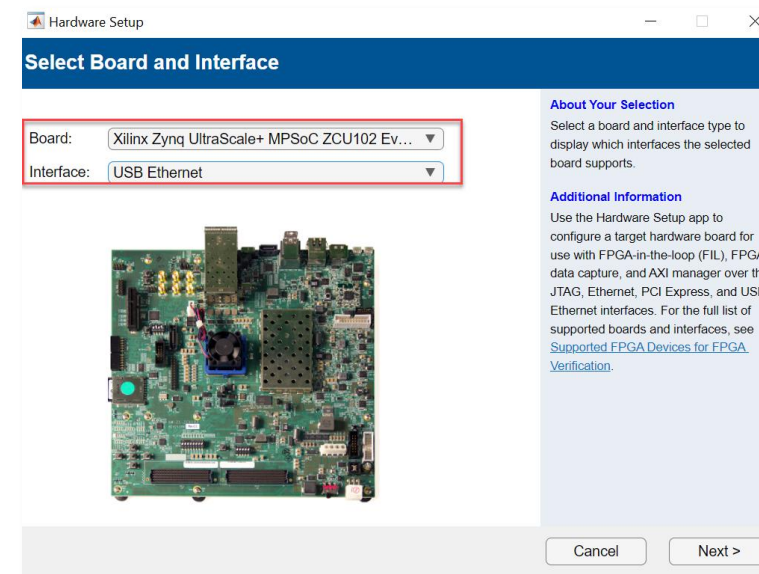 Hardware Setup
Select Board and Interface
Board:
Xilinx Zynq UltraScale+ MPSoC ZCU102 Ev...
Interface:
USB Ethernet
About Your Selection
Select a board and interface type to
display which interfaces the selected
board supports.
Additional Information
Use the Hardware Setup app to
configure a target hardware board for
use with FPGA-in-the-loop (FIL), FPGA
data capture, and AXI manager over
JTAG, Ethernet, PCI Express, and
Ethernet interfaces. For the full list of
supported boards and interfaces, see
Supported FPGA Devices for FPGA
Verification.
Cancel
Next >